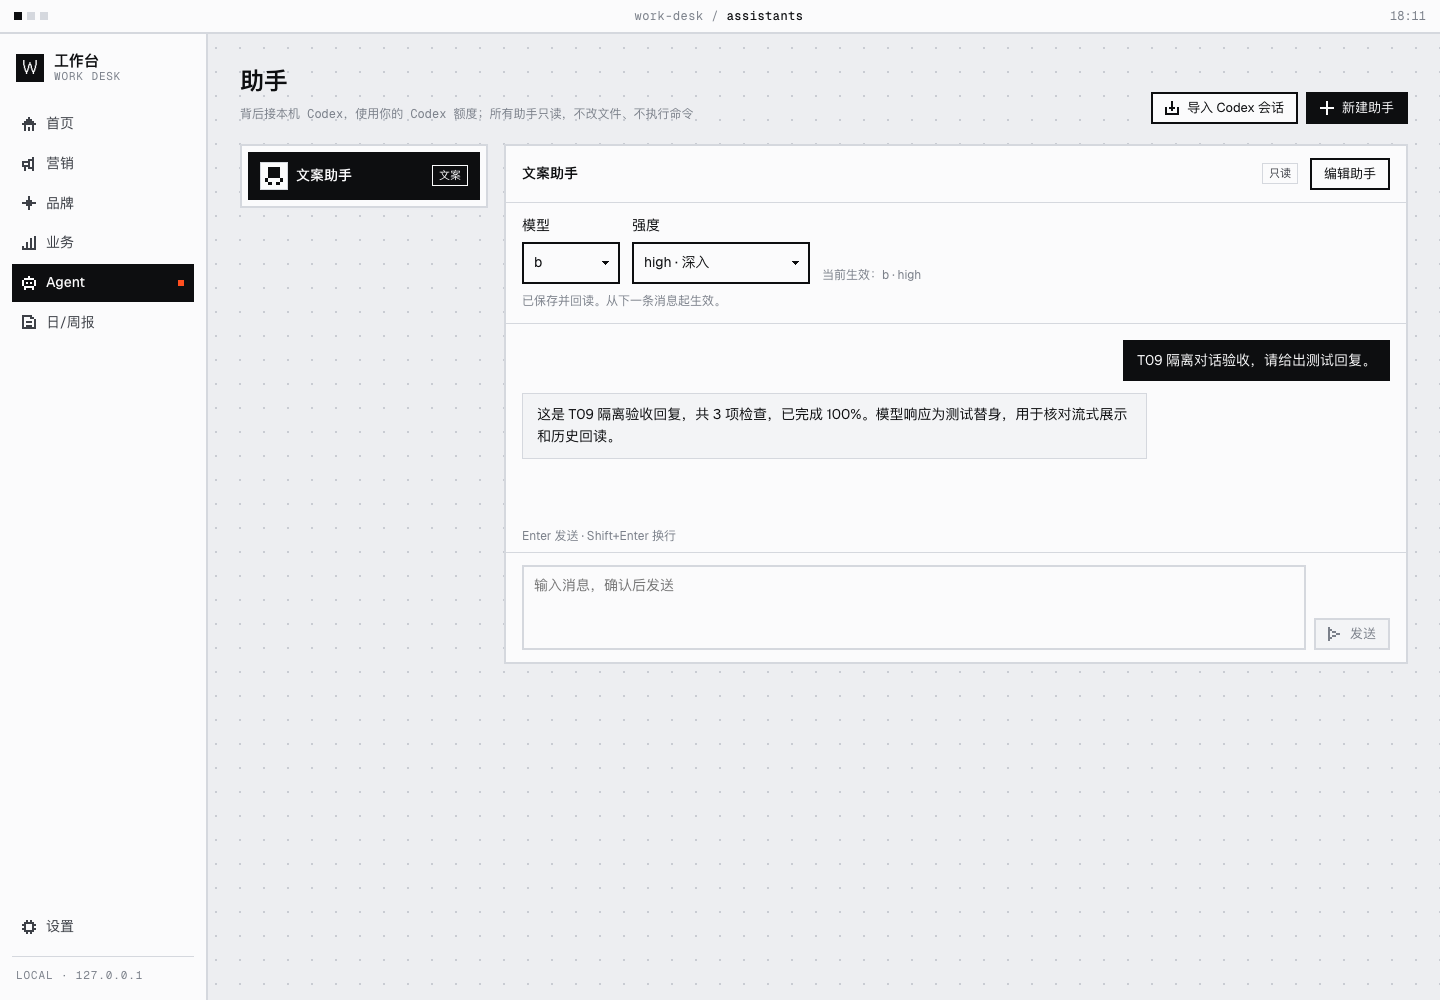 work-desk / assistants
18:11
W
工作台
WORK DESK
首页
营销
品牌
业务
Agent
日/周报
设置
LOCAL · 127.0.0.1
助手
背后接本机 Codex，使用你的 Codex 额度；所有助手只读，不改文件，不执行命令
导入 Codex 会话
新建助手
文案助手
文案
文案助手
只读
编辑助手
模型
强度
b
high · 深入
当前生效：b · high
已保存并回读。从下一条消息起生效。
T09 隔离对话验收，请给出测试回复。
这是 T09 隔离验收回复，共 3 项检查，已完成 100%。模型响应为测试替身，用于核对流式展示
和历史回读。
Enter 发送 · Shift+Enter 换行
输入消息，确认后发送
发送